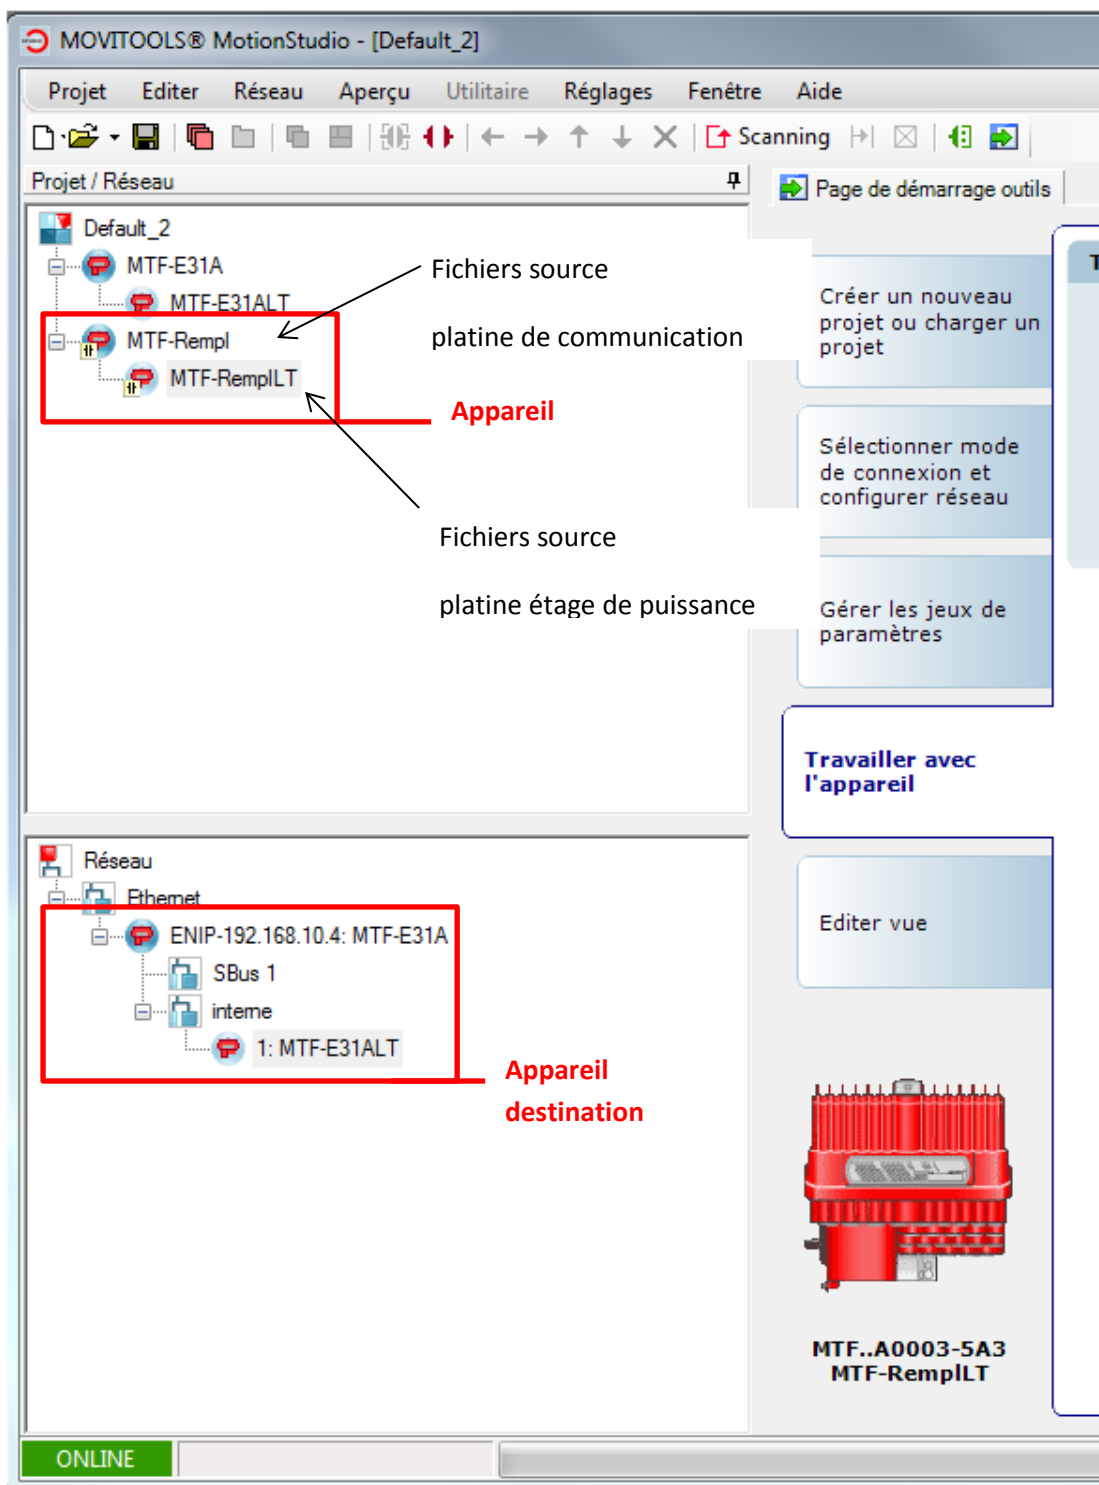 MOVITOOLS® MotionStudio - [Default_2]
Projet Editer Réseau Aperçu Utilitaire Réglages Fenêtre Aide
Scanning
Projet / Réseau
Page de démarrage outils
Default_2
MTF-E31A
MTF-E31ALT
MTF-Rempl
MTF-RemplLT
Fichiers source
platine de communication
Appareil
Fichiers source
platine étage de puissance
Créer un nouveau
projet ou charger un
projet
Sélectionner mode
de connexion et
configurer réseau
Gérer les jeux de
paramètres
Travailler avec
l'appareil
Editer vue
Réseau
Ethernet
ENIP-192.168.10.4: MTF-E31A
SBus 1
interne
1: MTF-E31ALT
Appareil
destination
MTF..A0003-5A3
MTF-RemplLT
ONLINE